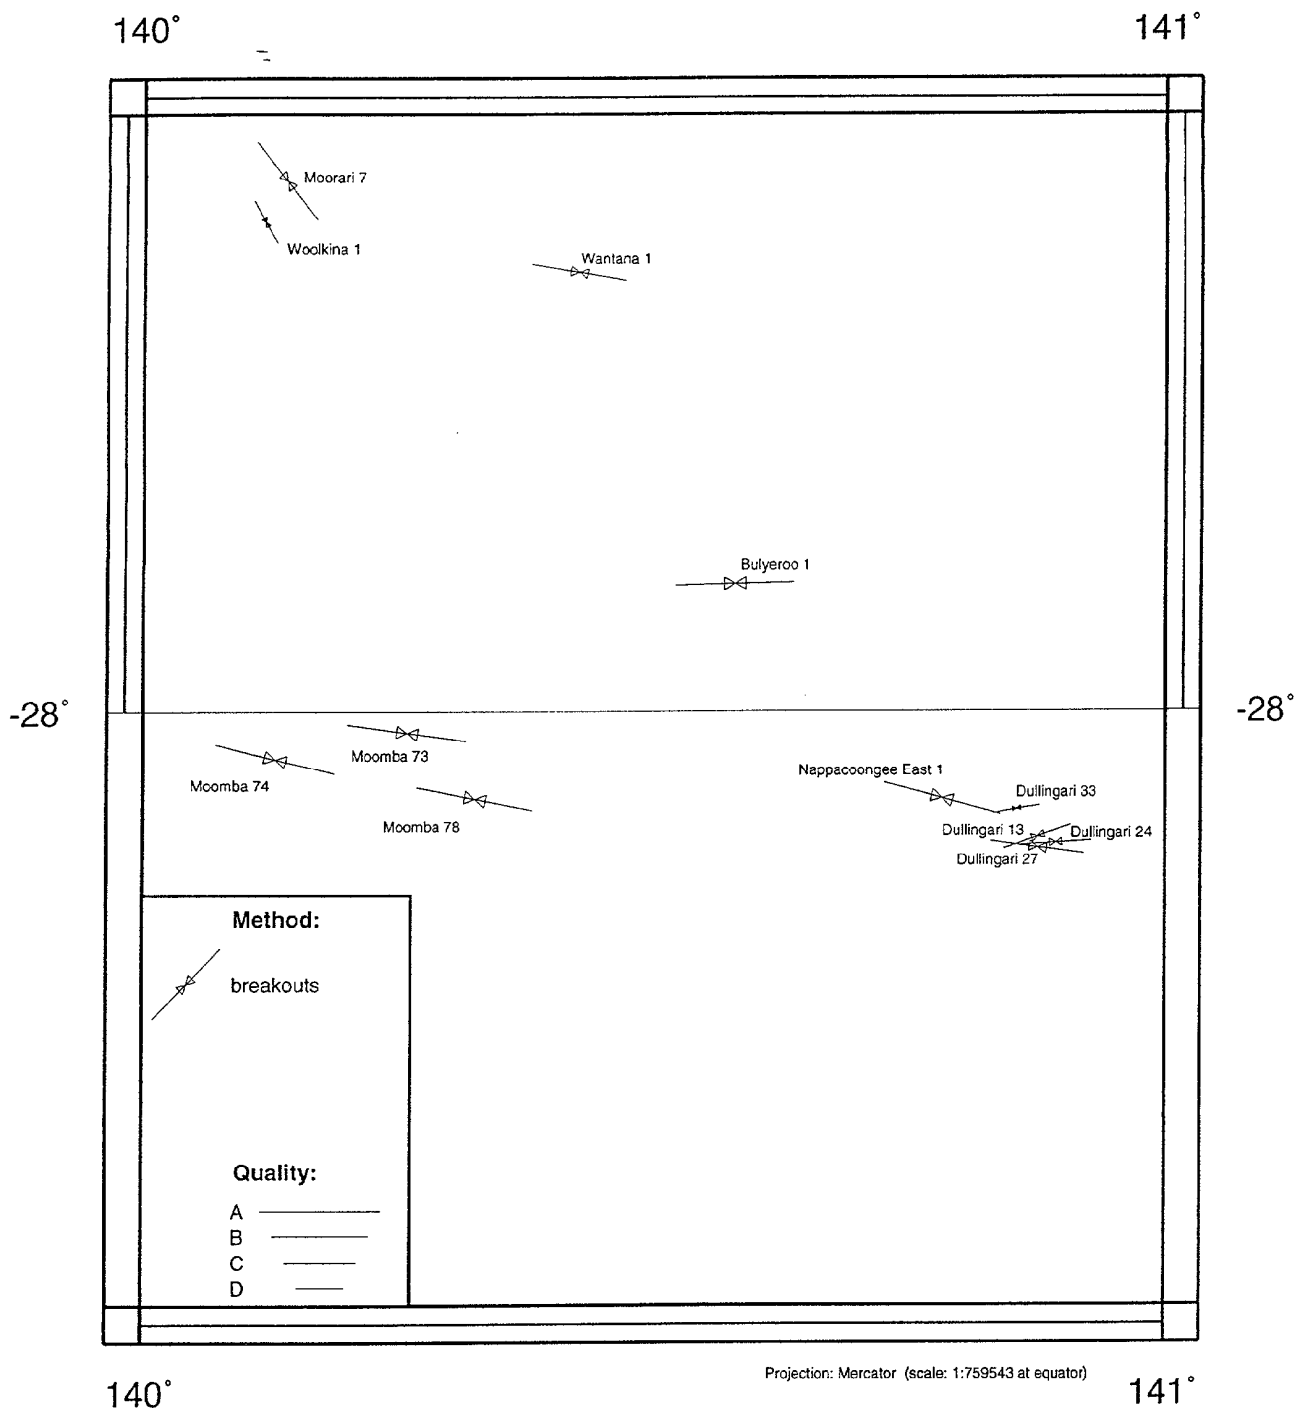 140°
141°
Moorari 7
Woolkina 1
Wantana 1
Bulyeroo 1
-28°
-28°
Moomba 73
Moomba 74
Moomba 78
Nappacoongee East 1
Dullingari 33
Dullingari 13
Dullingari 24
Dullingari 27
Method:
breakouts
Quality:
A
B
C
D
Projection: Mercator (scale: 1:759543 at equator)
140°
141°